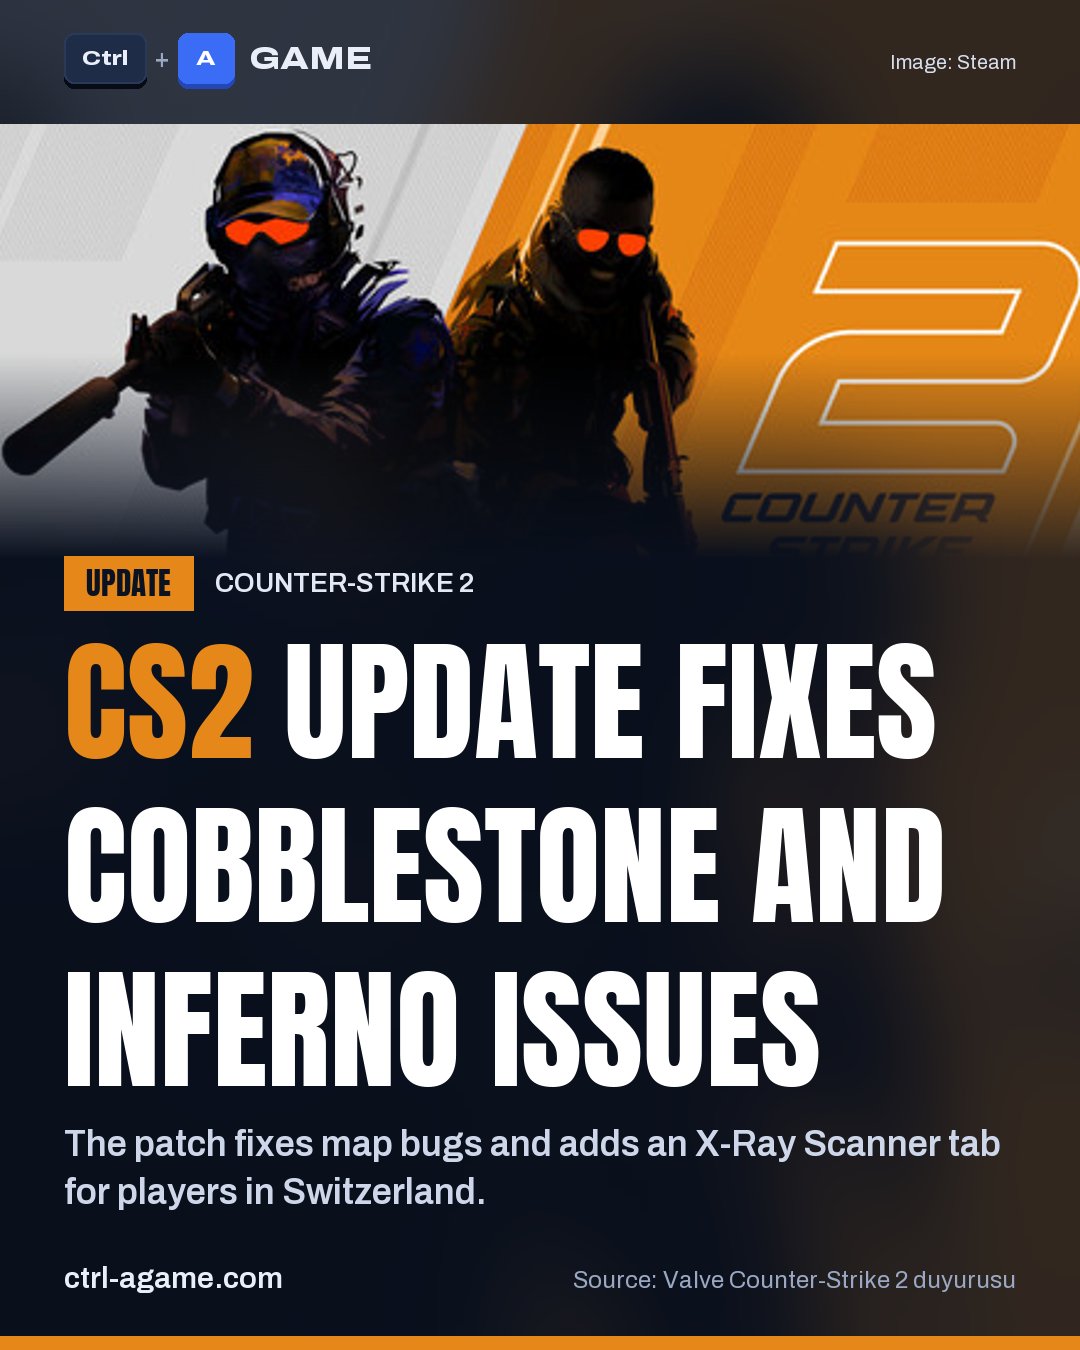 Ctrl + A GAME
Image: Steam
2
COUNTER
STRIKE
UPDATE COUNTER-STRIKE 2
CS2 UPDATE FIXES
COBBLESTONE AND
INFERNO ISSUES
The patch fixes map bugs and adds an X-Ray Scanner tab
for players in Switzerland.
ctrl-agame.com
Source: Valve Counter-Strike 2 duyurusu